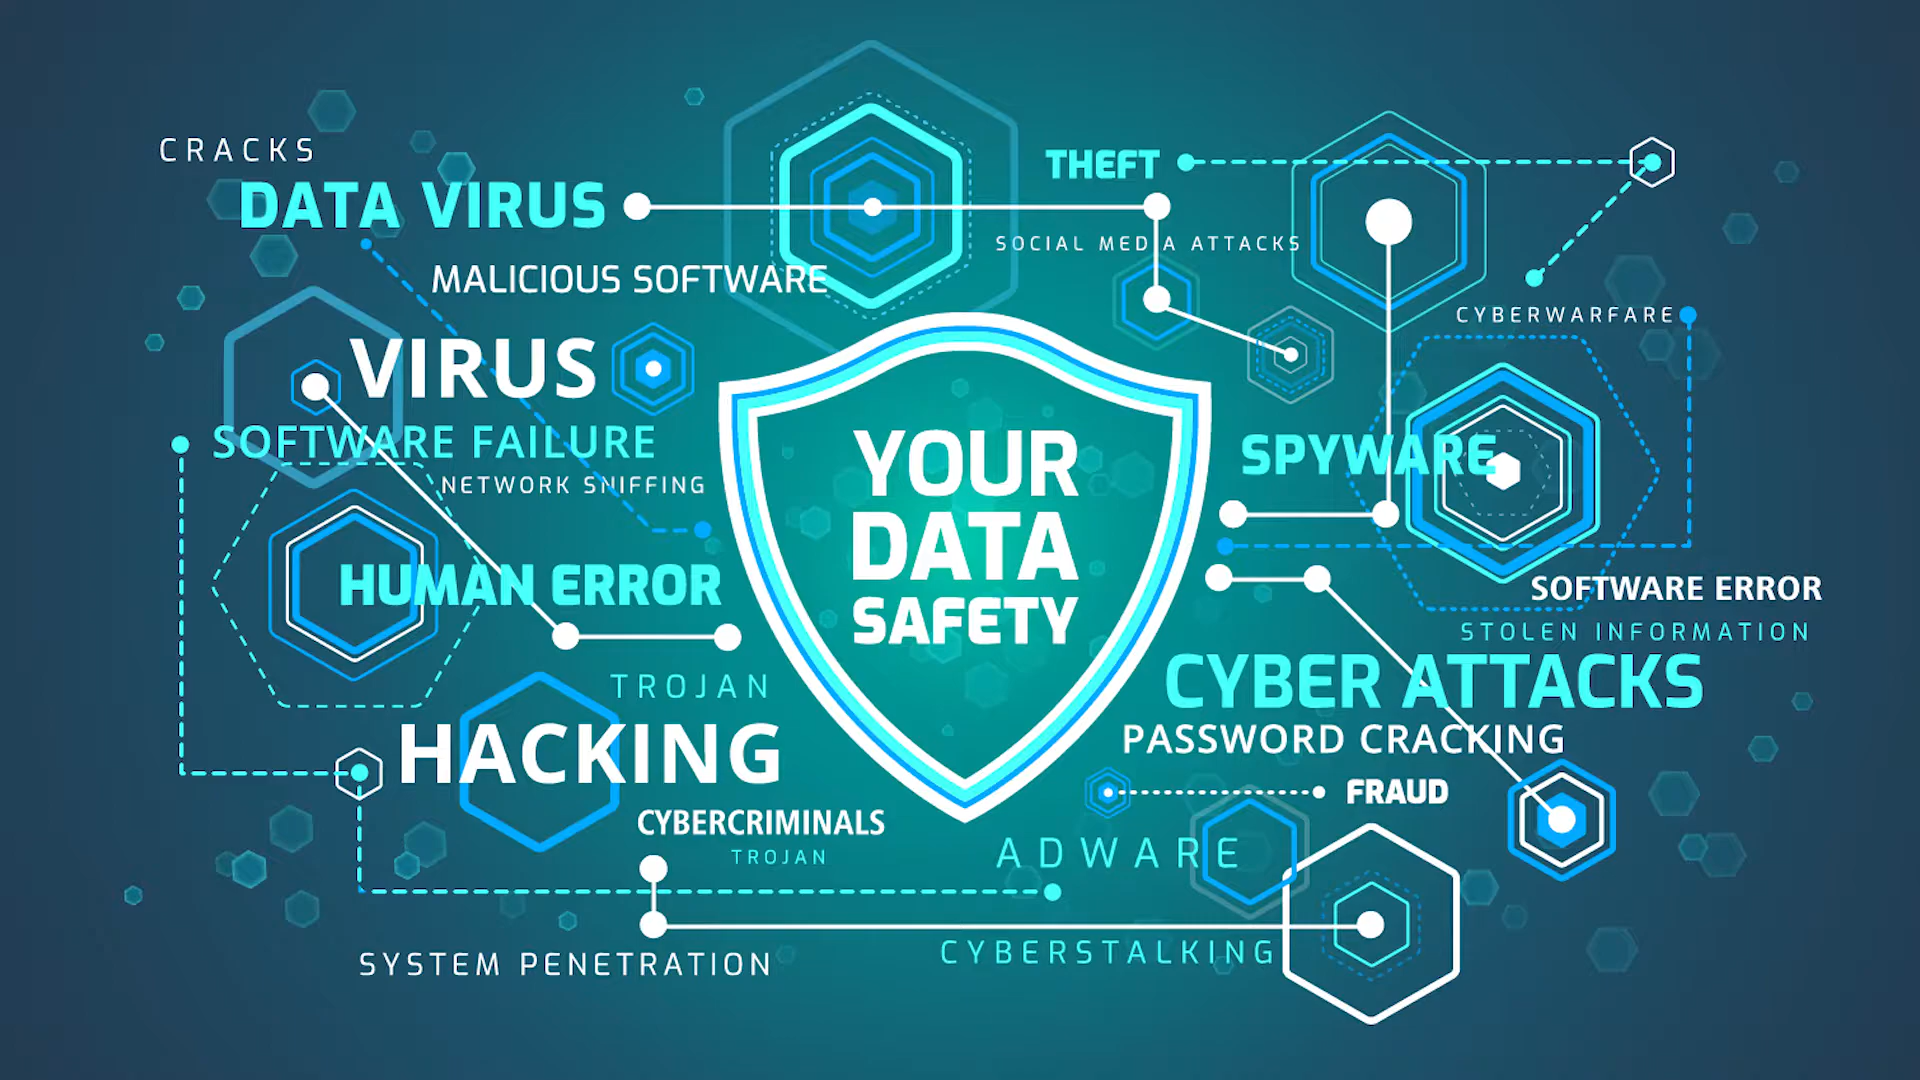 CRACKS
DATA VIRUS
MALICIOUS SOFTWARE
VIRUS
SOFTWARE FAILURE
NETWORK SNIFFING
HUMAN ERROR
TROJAN
HACKING
CYBERCRIMINALS
TROJAN
SYSTEM PENETRATION
YOUR
DATA
SAFETY
THEFT
SOCIAL MEDIA ATTACKS
CYBERWARFARE
SPYWARE
SOFTWARE ERROR
STOLEN INFORMATION
CYBER ATTACKS
PASSWORD CRACKING
FRAUD
ADWARE
CYBERSTALKING